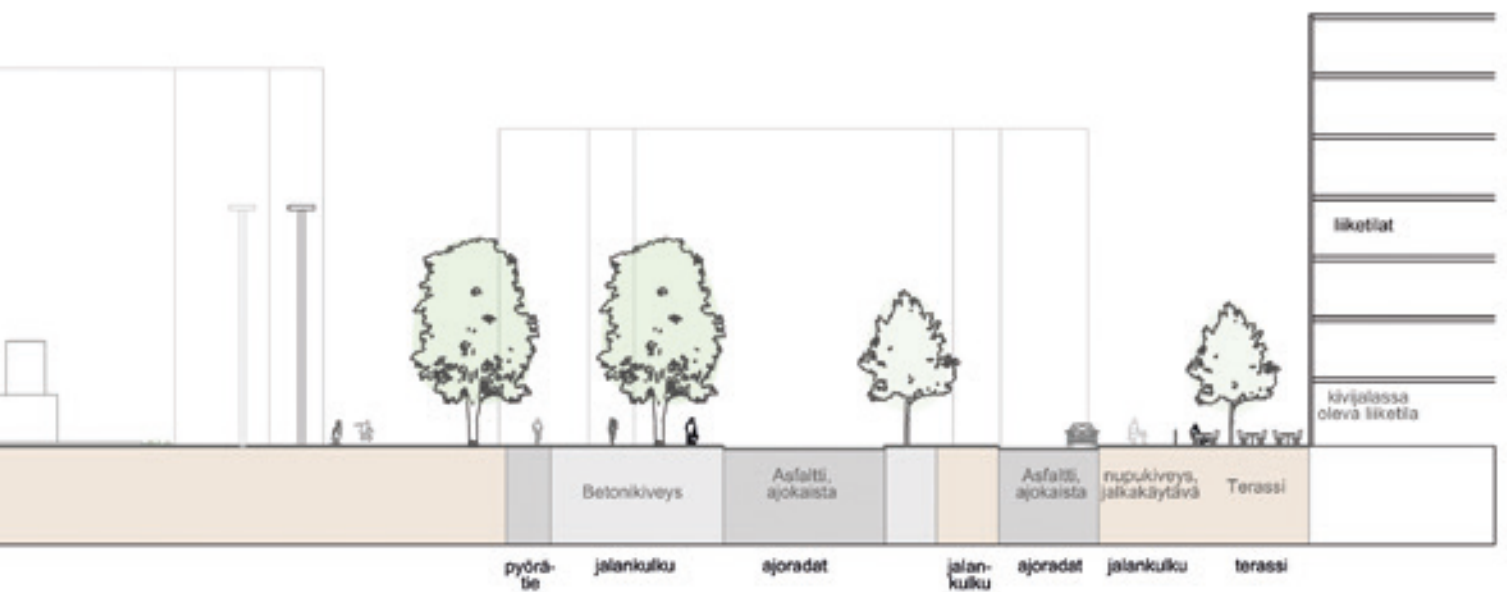 liiketilat
kivijalassa
oleva liiketila
Betonikiveys
Asfaltti,
ajokaista
Asfaltti,
ajokaista
nupukiveys,
jalkakäytävä
Terassi
pyörä-
tie
jalankulku
ajoradat
jalan-
kulku
ajoradat
jalankulku
terassi